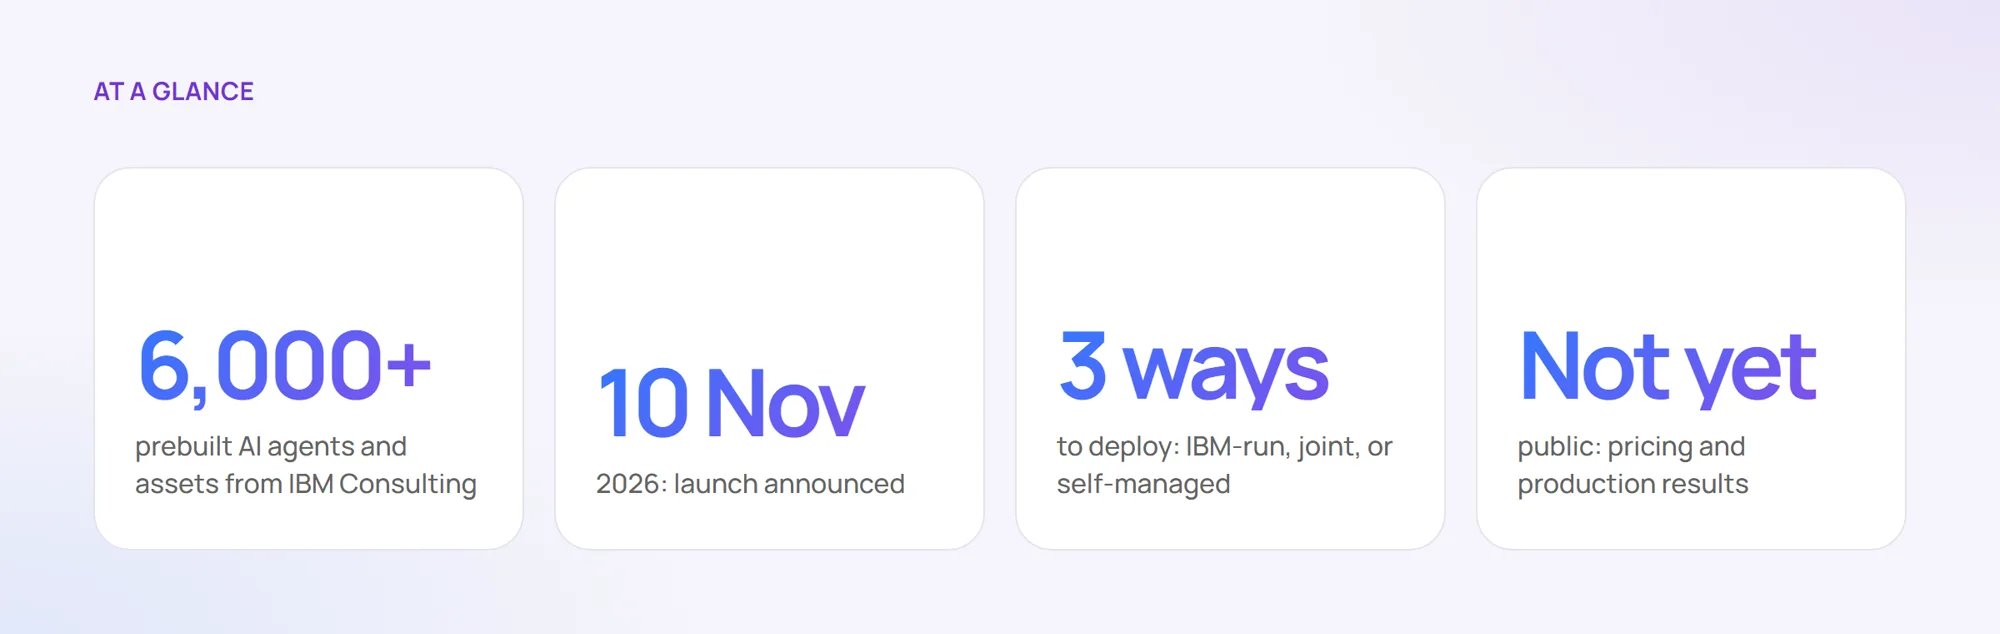 AT A GLANCE
6,000+
prebuilt AI agents and
assets from IBM Consulting
10 Nov
2026: launch announced
3 ways
to deploy: IBM-run, joint, or
self-managed
Not yet
public: pricing and
production results